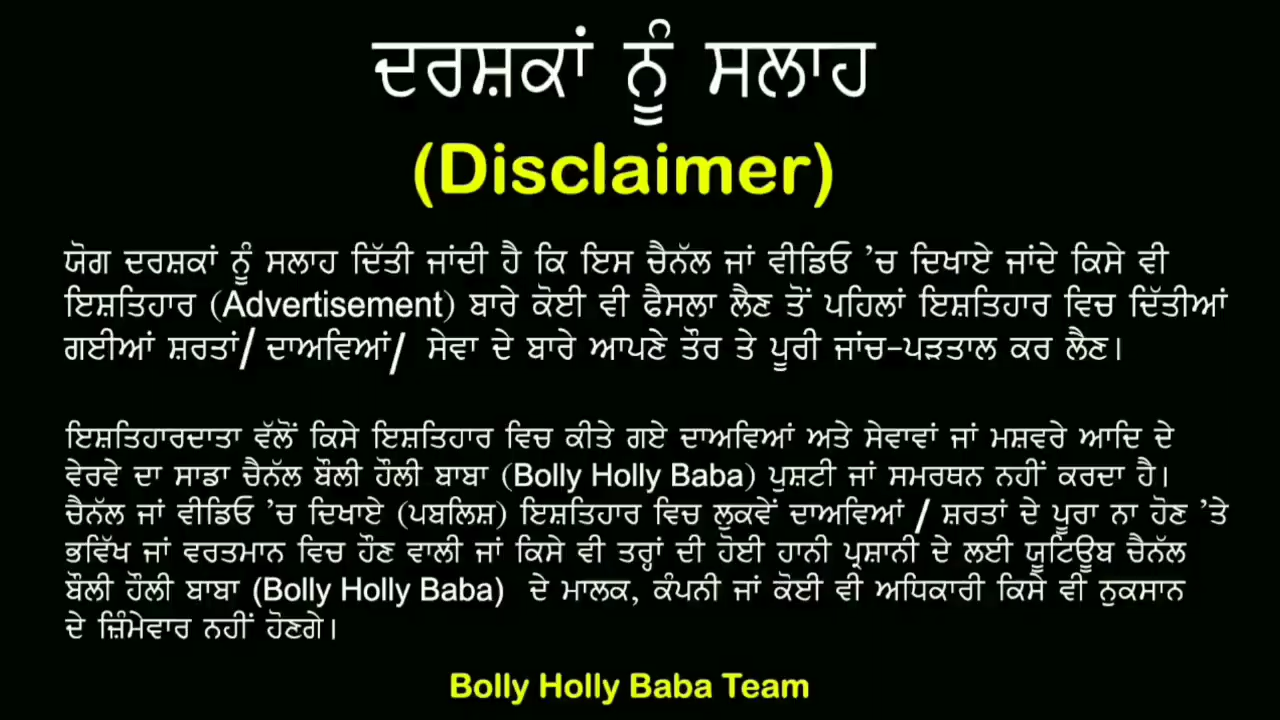 ਦਰਸ਼ਕਾਂ ਨੂੰ ਸਲਾਹ
(Disclaimer)
ਯੋਗ ਦਰਸ਼ਕਾਂ ਨੂੰ ਸਲਾਹ ਦਿੱਤੀ ਜਾਂਦੀ ਹੈ ਕਿ ਇਸ ਚੈਨੱਲ ਜਾਂ ਵੀਡਿਓ ’ਚ ਦਿਖਾਏ ਜਾਂਦੇ ਕਿਸੇ ਵੀ
ਇਸ਼ਤਿਹਾਰ (Advertisement) ਬਾਰੇ ਕੋਈ ਵੀ ਫੈਸਲਾ ਲੈਣ ਤੋਂ ਪਹਿਲਾਂ ਇਸ਼ਤਿਹਾਰ ਵਿਚ ਦਿੱਤੀਆਂ
ਗਈਆਂ ਸ਼ਰਤਾਂ/ ਦਾਅਵਿਆਂ/ ਸੇਵਾ ਦੇ ਬਾਰੇ ਆਪਣੇ ਤੌਰ ਤੇ ਪੂਰੀ ਜਾਂਚ-ਪੜਤਾਲ ਕਰ ਲੈਣ।
ਇਸ਼ਤਿਹਾਰਦਾਤਾ ਵੱਲੋਂ ਕਿਸੇ ਇਸ਼ਤਿਹਾਰ ਵਿਚ ਕੀਤੇ ਗਏ ਦਾਅਵਿਆਂ ਅਤੇ ਸੇਵਾਵਾਂ ਜਾਂ ਮਸ਼ਵਰੇ ਆਦਿ ਦੇ
ਵੇਰਵੇ ਦਾ ਸਾਡਾ ਚੈਨੱਲ ਬੌਲੀ ਹੌਲੀ ਬਾਬਾ (Bolly Holly Baba) ਪੁਸ਼ਟੀ ਜਾਂ ਸਮਰਥਨ ਨਹੀਂ ਕਰਦਾ ਹੈ।
ਚੈਨੱਲ ਜਾਂ ਵੀਡਿਓ ’ਚ ਦਿਖਾਏ (ਪਬਲਿਸ਼) ਇਸ਼ਤਿਹਾਰ ਵਿਚ ਲੁਕਵੇਂ ਦਾਅਵਿਆਂ / ਸ਼ਰਤਾਂ ਦੇ ਪੂਰਾ ਨਾ ਹੋਣ ’ਤੇ
ਭਵਿੱਖ ਜਾਂ ਵਰਤਮਾਨ ਵਿਚ ਹੌਣ ਵਾਲੀ ਜਾਂ ਕਿਸੇ ਵੀ ਤਰ੍ਹਾਂ ਦੀ ਹੋਈ ਹਾਨੀ ਪ੍ਰਸ਼ਾਨੀ ਦੇ ਲਈ ਯੂਟਿਊਬ ਚੈਨੱਲ
ਬੌਲੀ ਹੌਲੀ ਬਾਬਾ (Bolly Holly Baba) ਦੇ ਮਾਲਕ, ਕੰਪਨੀ ਜਾਂ ਕੋਈ ਵੀ ਅਧਿਕਾਰੀ ਕਿਸੇ ਵੀ ਨੁਕਸਾਨ
ਦੇ ਜ਼ਿੰਮੇਵਾਰ ਨਹੀਂ ਹੋਣਗੇ।
Bolly Holly Baba Team